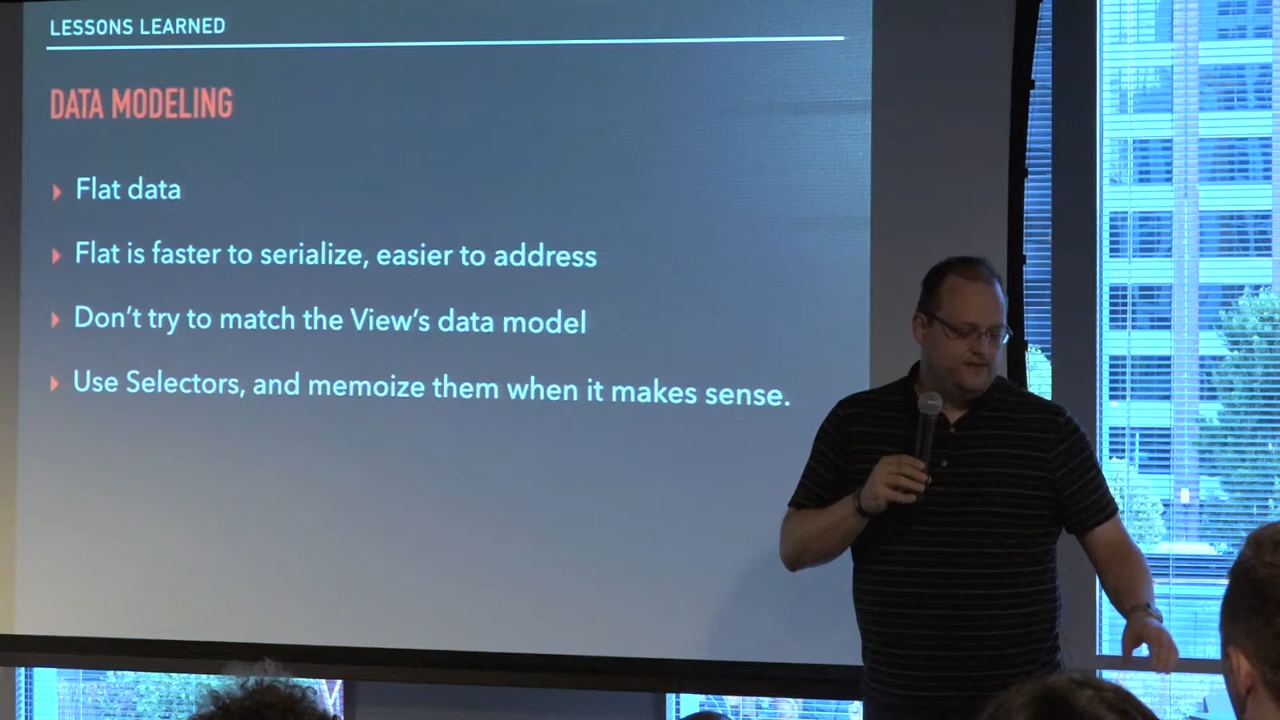 LESSONS LEARNED
DATA MODELING
Flat data
Flat is faster to serialize, easier to address
Don't try to match the View's data model
Use Selectors, and memoize them when it makes sense.